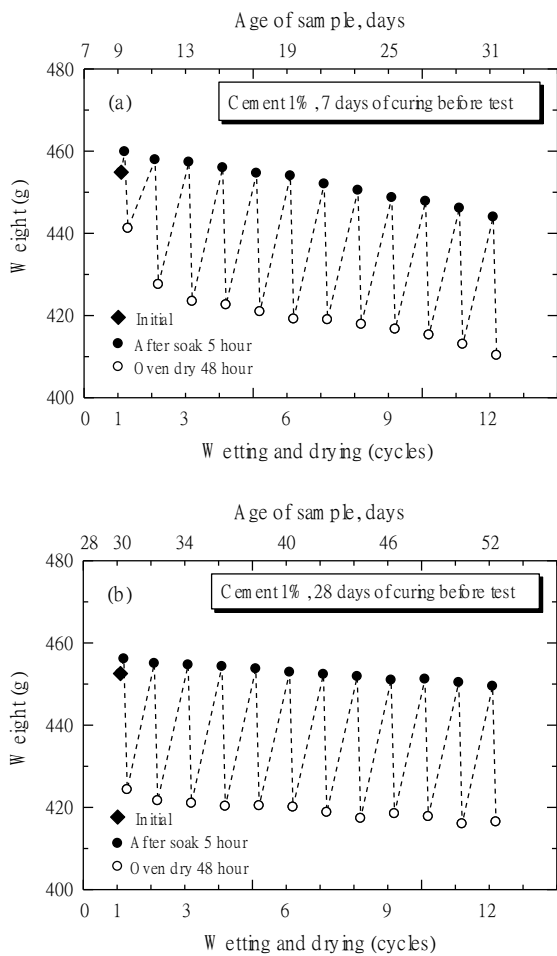 Age of sample, days
7 9 13 19 25 31
480
(a) Cement 1% , 7 days of curing before test
460
Weight (g)
440
420
Initial
After soak 5 hour
Oven dry 48 hour
400
0 1 3 6 9 12
Wetting and drying (cycles)
Age of sample, days
28 30 34 40 46 52
480
(b) Cement 1% , 28 days of curing before test
460
Weight (g)
440
420
Initial
After soak 5 hour
Oven dry 48 hour
400
0 1 3 6 9 12
Wetting and drying (cycles)